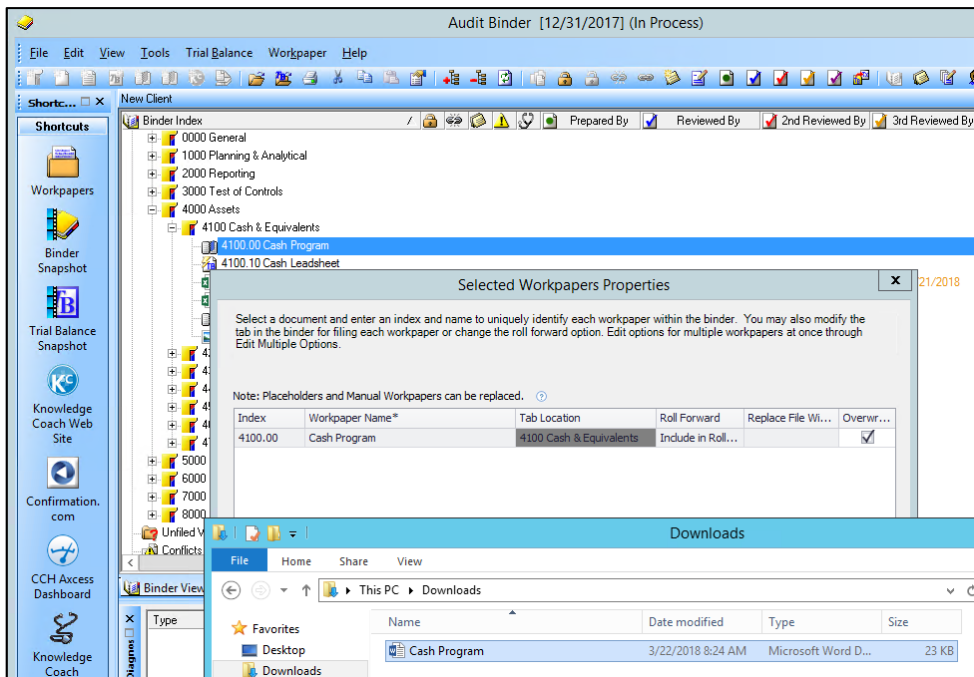 Audit Binder [12/31/2017] (In Process)
File Edit View Tools Trial Balance Workpaper Help
Shortc... New Client
Shortcuts
Workpapers
Binder
Snapshot
Trial Balance
Snapshot
Knowledge
Coach Web
Site
Confirmation.
com
CCH Axcess
Dashboard
Knowledge
Coach
Binder Index / Prepared By Reviewed By 2nd Reviewed By 3rd Reviewed By
0000 General
1000 Planning & Analytical
2000 Reporting
3000 Test of Controls
4000 Assets
4100 Cash & Equivalents
4100.00 Cash Program
4100.10 Cash Leadsheet
21/2018
5000
6000
7000
8000
Unfiled
Conflicts
Binder View
Type
Diagnos
Selected Workpapers Properties
Select a document and enter an index and name to uniquely identify each workpaper within the binder. You may also modify the
tab in the binder for filing each workpaper or change the roll forward option. Edit options for multiple workpapers at once through
Edit Multiple Options.
Note: Placeholders and Manual Workpapers can be replaced.
Index Workpaper Name* Tab Location Roll Forward Replace File Wi... Overwr...
4100.00 Cash Program 4100 Cash & Equivalents Include in Roll...
Downloads
File Home Share View
This PC Downloads
Favorites
Desktop
Downloads
Name Date modified Type Size
Cash Program 3/22/2018 8:24 AM Microsoft Word D... 23 KB